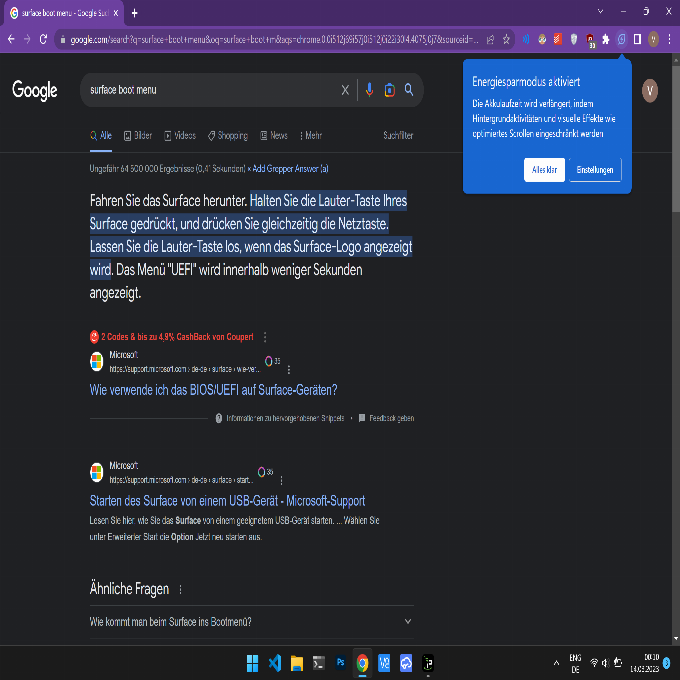 surface boot menu - Google Such
google.com/search?q=surface+boot+menu&oq=surface+boot+m&aqs=chrome.0.0i512j69i57j0i512j0i22i30l4.4075j0j7&sourceid=...
Google
surface boot menu
V
Alle Bilder Videos Shopping News Mehr Suchfilter
Ungefähr 64 500 000 Ergebnisse (0,41 Sekunden) × Add Grepper Answer (a)
Energiesparmodus aktiviert
Die Akkulaufzeit wird verlängert, indem
Hintergrundaktivitäten und visuelle Effekte wie
optimiertes Scrollen eingeschränkt werden
Alles klar Einstellungen
Fahren Sie das Surface herunter. Halten Sie die Lauter-Taste Ihres
Surface gedrückt, und drücken Sie gleichzeitig die Netztaste.
Lassen Sie die Lauter-Taste los, wenn das Surface-Logo angezeigt
wird. Das Menü "UEFI" wird innerhalb weniger Sekunden
angezeigt.
2 Codes & bis zu 4,9% CashBack von Coupert
Microsoft
https://support.microsoft.com › de-de › surface › wie-ver...
35
Wie verwende ich das BIOS/UEFI auf Surface-Geräten?
Informationen zu hervorgehobenen Snippets • Feedback geben
Microsoft
https://support.microsoft.com › de-de › surface › start...
35
Starten des Surface von einem USB-Gerät - Microsoft-Support
Lesen Sie hier, wie Sie das Surface von einem geeignetem USB-Gerät starten. ... Wählen Sie
unter Erweiterter Start die Option Jetzt neu starten aus.
Ähnliche Fragen
Wie kommt man beim Surface ins Bootmenü?
Ps
ENG
DE
00:10
14.03.2023
3